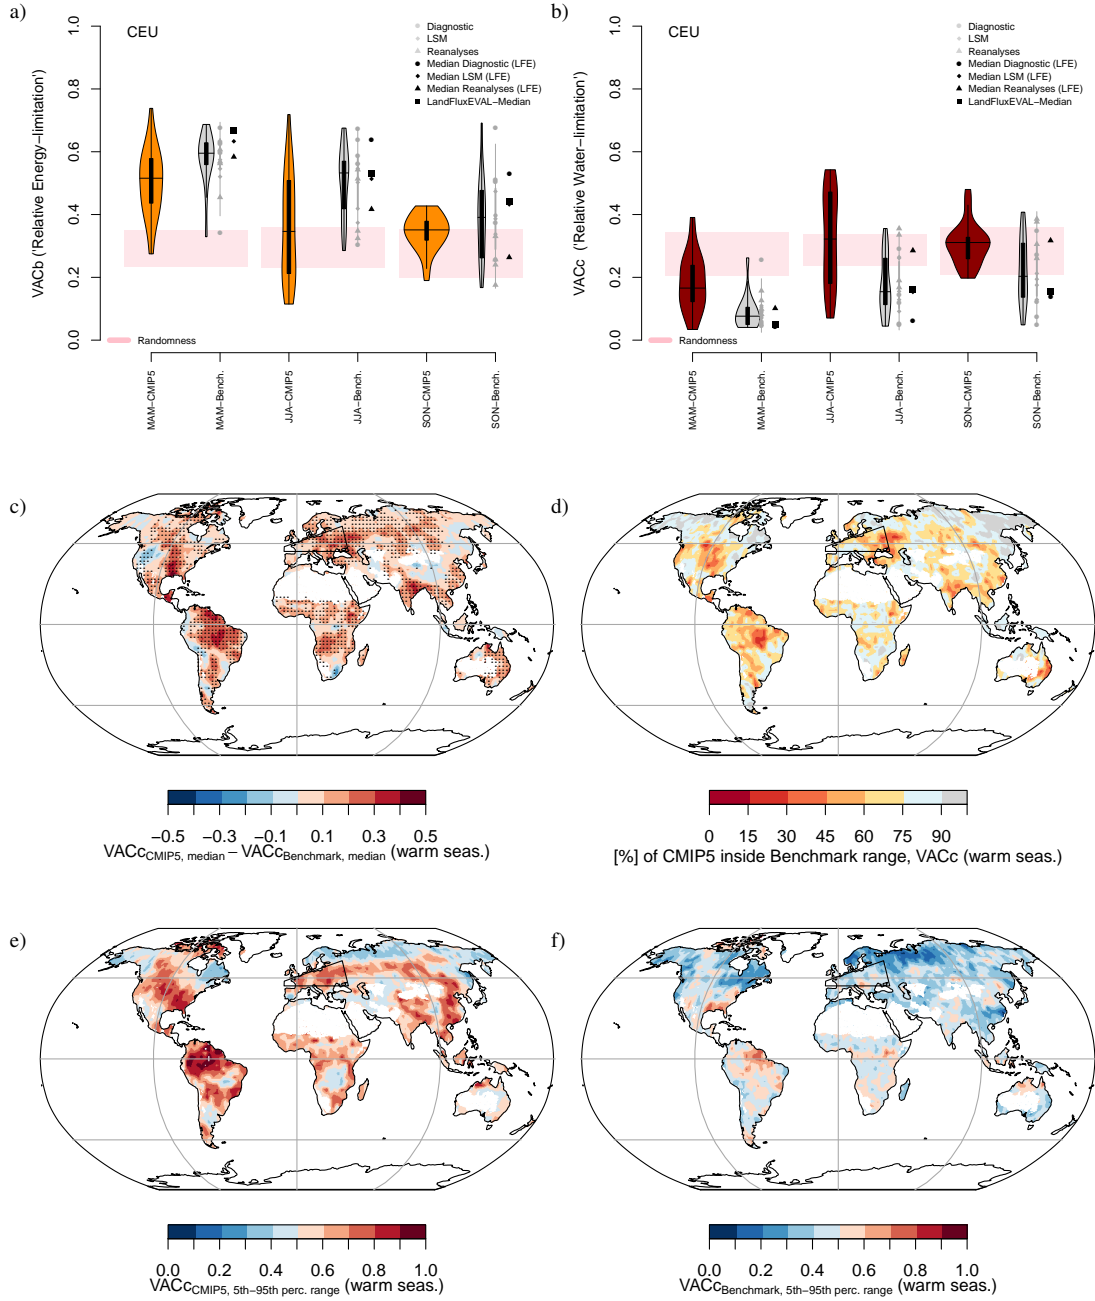 a)
CEU
VACb ('Relative Energy−limitation')
1.0
0.8
0.6
0.4
0.2
0.0
Diagnostic
LSM
Reanalyses
Median Diagnostic (LFE)
Median LSM (LFE)
Median Reanalyses (LFE)
LandFluxEVAL−Median
Randomness
MAM−CMIP5
MAM−Bench.
JJA−CMIP5
JJA−Bench.
SON−CMIP5
SON−Bench.
b)
CEU
VACc ('Relative Water−limitation')
1.0
0.8
0.6
0.4
0.2
0.0
Diagnostic
LSM
Reanalyses
Median Diagnostic (LFE)
Median LSM (LFE)
Median Reanalyses (LFE)
LandFluxEVAL−Median
Randomness
MAM−CMIP5
MAM−Bench.
JJA−CMIP5
JJA−Bench.
SON−CMIP5
SON−Bench.
c)
−0.5 −0.3 −0.1 0.1 0.3 0.5
VACcCMIP5, median − VACcBenchmark, median (warm seas.)
d)
0 15 30 45 60 75 90
[%] of CMIP5 inside Benchmark range, VACc (warm seas.)
e)
0.0 0.2 0.4 0.6 0.8 1.0
VACcCMIP5, 5th−95th perc. range (warm seas.)
f)
0.0 0.2 0.4 0.6 0.8 1.0
VACcBenchmark, 5th−95th perc. range (warm seas.)